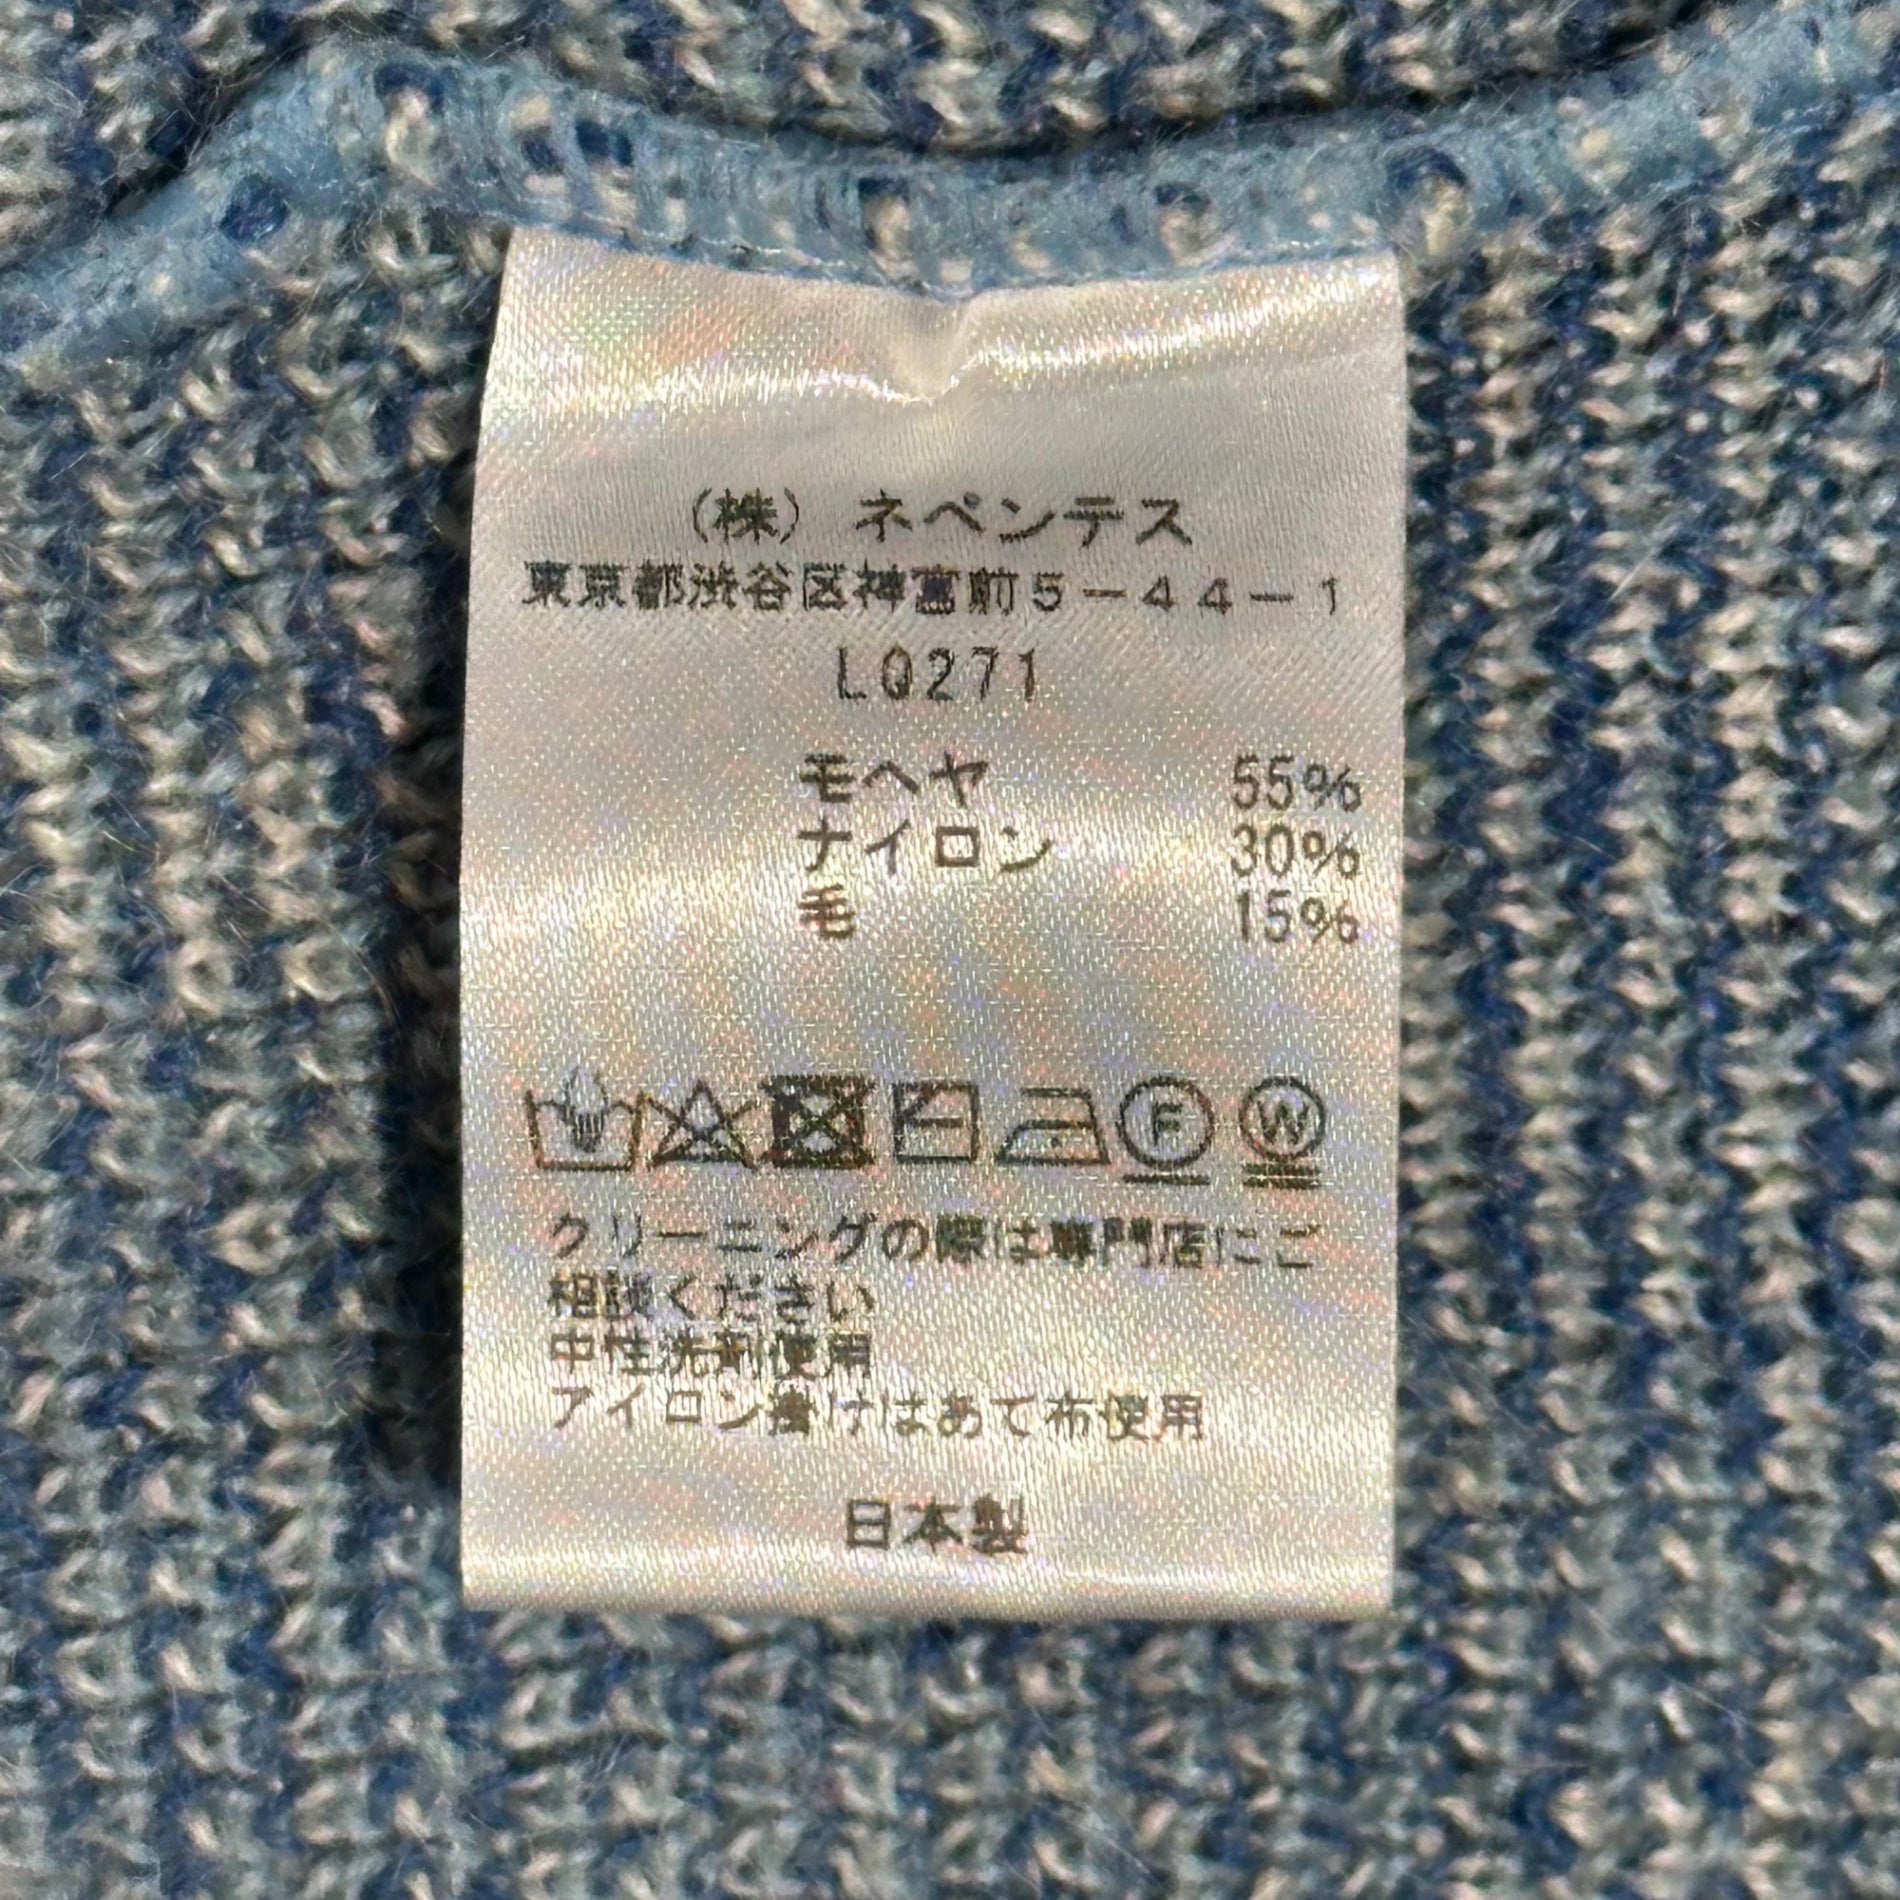 （株）ネペンテス
東京都渋谷区神宮前５－４４－１
LQ271
モヘヤ 55%
ナイロン 30%
毛 15%
F W
クリーニングの際は専門店にご
相談ください
中性洗剤使用
アイロン掛けはあて布使用
日本製